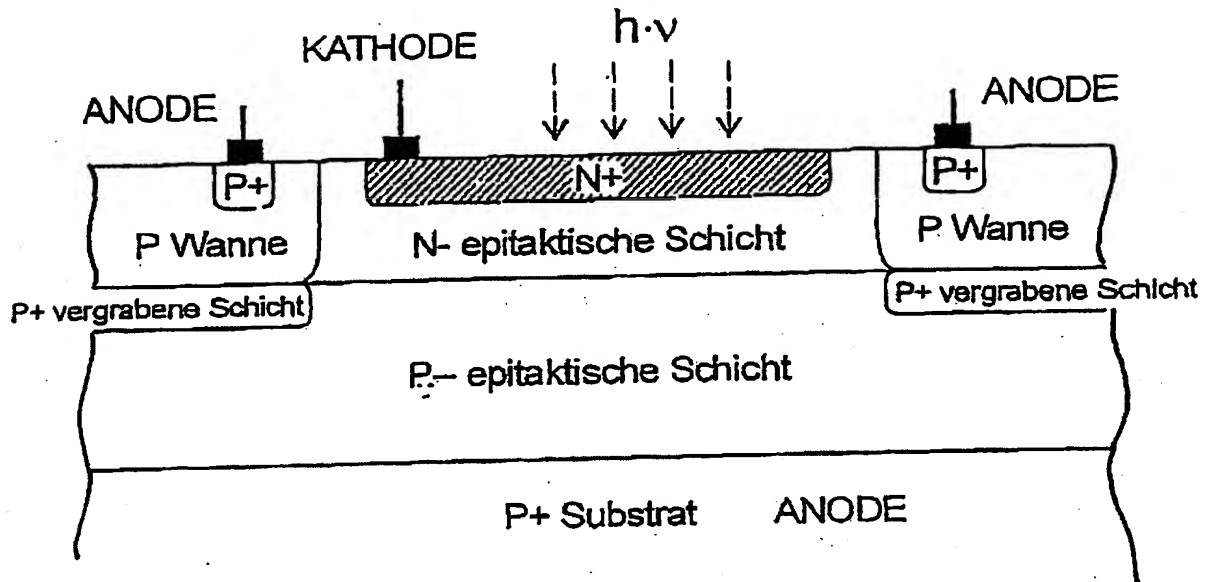 h·ν
KATHODE
ANODE
ANODE
P+
N+
P+
P Wanne
N- epitaktische Schicht
P Wanne
P+ vergrabene Schicht
P+ vergrabene Schicht
P- epitaktische Schicht
P+ Substrat ANODE